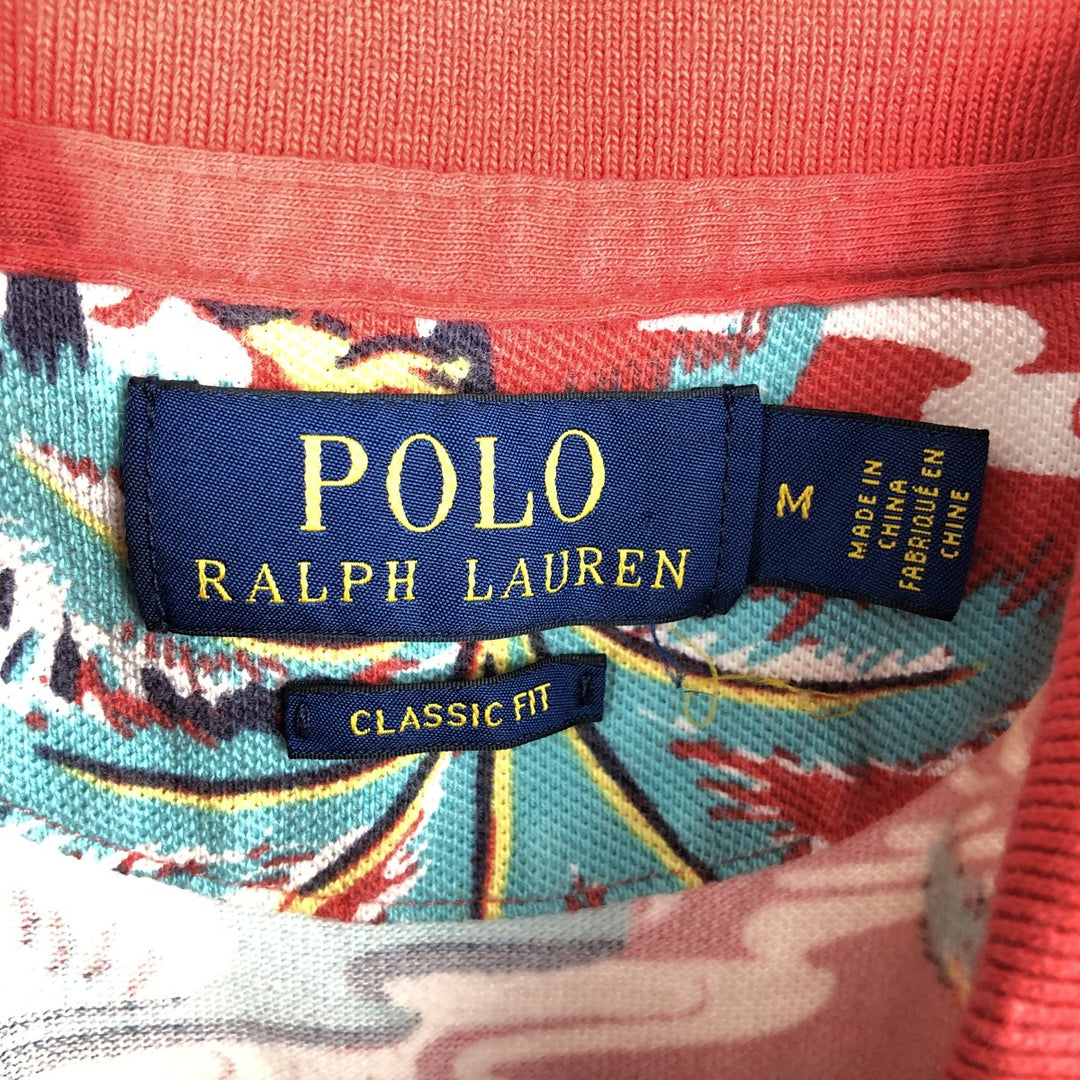 POLO
RALPH LAUREN
M
MADE IN
CHINA
FABRIQUÉ EN
CHINE
CLASSIC FIT